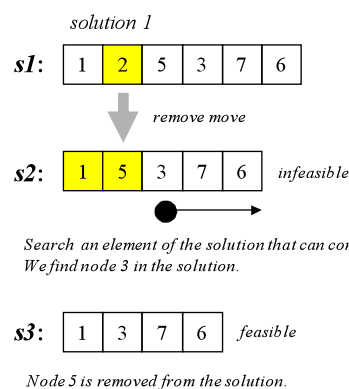 solution 1
s1: 1 2 5 3 7 6
remove move
s2: 1 5 3 7 6 infeasible
Search an element of the solution that can
We find node 3 in the solution.
s3: 1 3 7 6 feasible
Node 5 is removed from the solution.